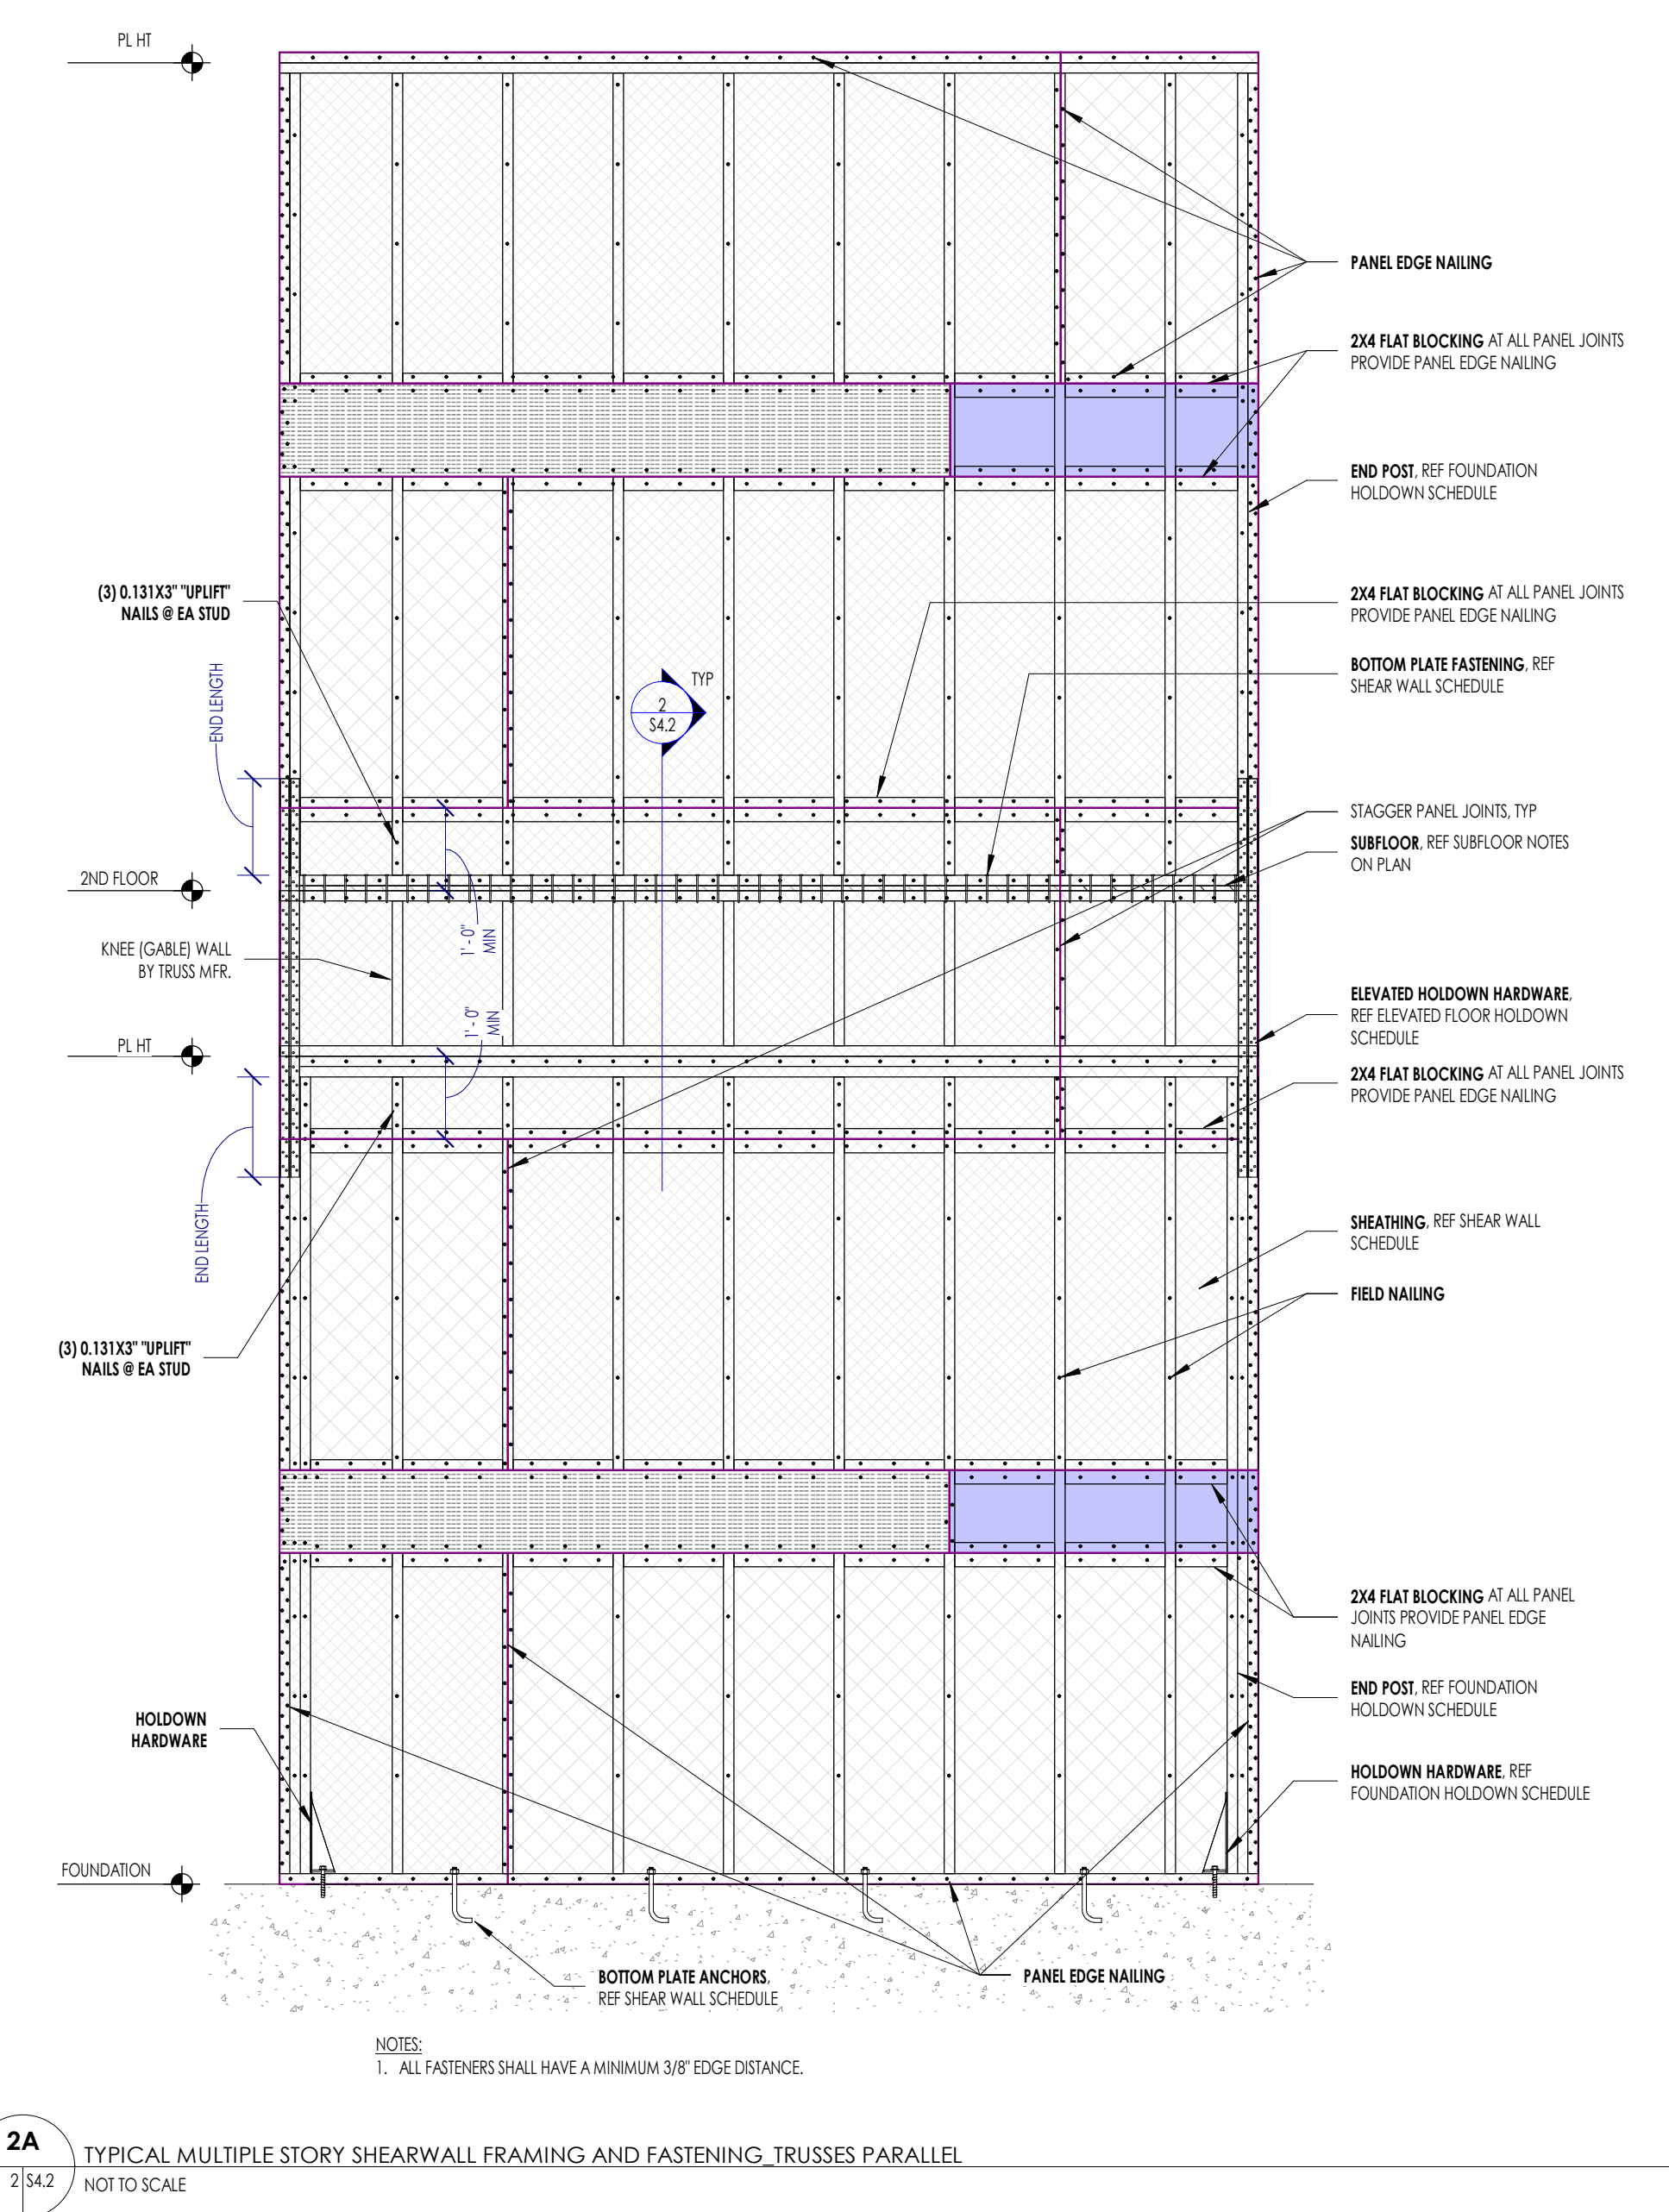 PL HT
PANEL EDGE NAILING
2X4 FLAT BLOCKING AT ALL PANEL JOINTS
PROVIDE PANEL EDGE NAILING
END POST, REF FOUNDATION
HOLDOWN SCHEDULE
(3) 0.131X3" "UPLIFT"
NAILS @ EA STUD
2X4 FLAT BLOCKING AT ALL PANEL JOINTS
PROVIDE PANEL EDGE NAILING
END LENGTH
TYP
2
S4.2
BOTTOM PLATE FASTENING, REF
SHEAR WALL SCHEDULE
STAGGER PANEL JOINTS, TYP
SUBFLOOR, REF SUBFLOOR NOTES
ON PLAN
2ND FLOOR
1' - 0"
MIN
KNEE (GABLE) WALL
BY TRUSS MFR.
1' - 0"
MIN
ELEVATED HOLDOWN HARDWARE,
REF ELEVATED FLOOR HOLDOWN
SCHEDULE
PL HT
2X4 FLAT BLOCKING AT ALL PANEL JOINTS
PROVIDE PANEL EDGE NAILING
END LENGTH
SHEATHING, REF SHEAR WALL
SCHEDULE
FIELD NAILING
(3) 0.131X3" "UPLIFT"
NAILS @ EA STUD
2X4 FLAT BLOCKING AT ALL PANEL
JOINTS PROVIDE PANEL EDGE
NAILING
END POST, REF FOUNDATION
HOLDOWN SCHEDULE
HOLDOWN
HARDWARE
HOLDOWN HARDWARE, REF
FOUNDATION HOLDOWN SCHEDULE
FOUNDATION
BOTTOM PLATE ANCHORS,
REF SHEAR WALL SCHEDULE
PANEL EDGE NAILING
NOTES:
1. ALL FASTENERS SHALL HAVE A MINIMUM 3/8" EDGE DISTANCE.
2A
2 S4.2
TYPICAL MULTIPLE STORY SHEARWALL FRAMING AND FASTENING_TRUSSES PARALLEL
NOT TO SCALE